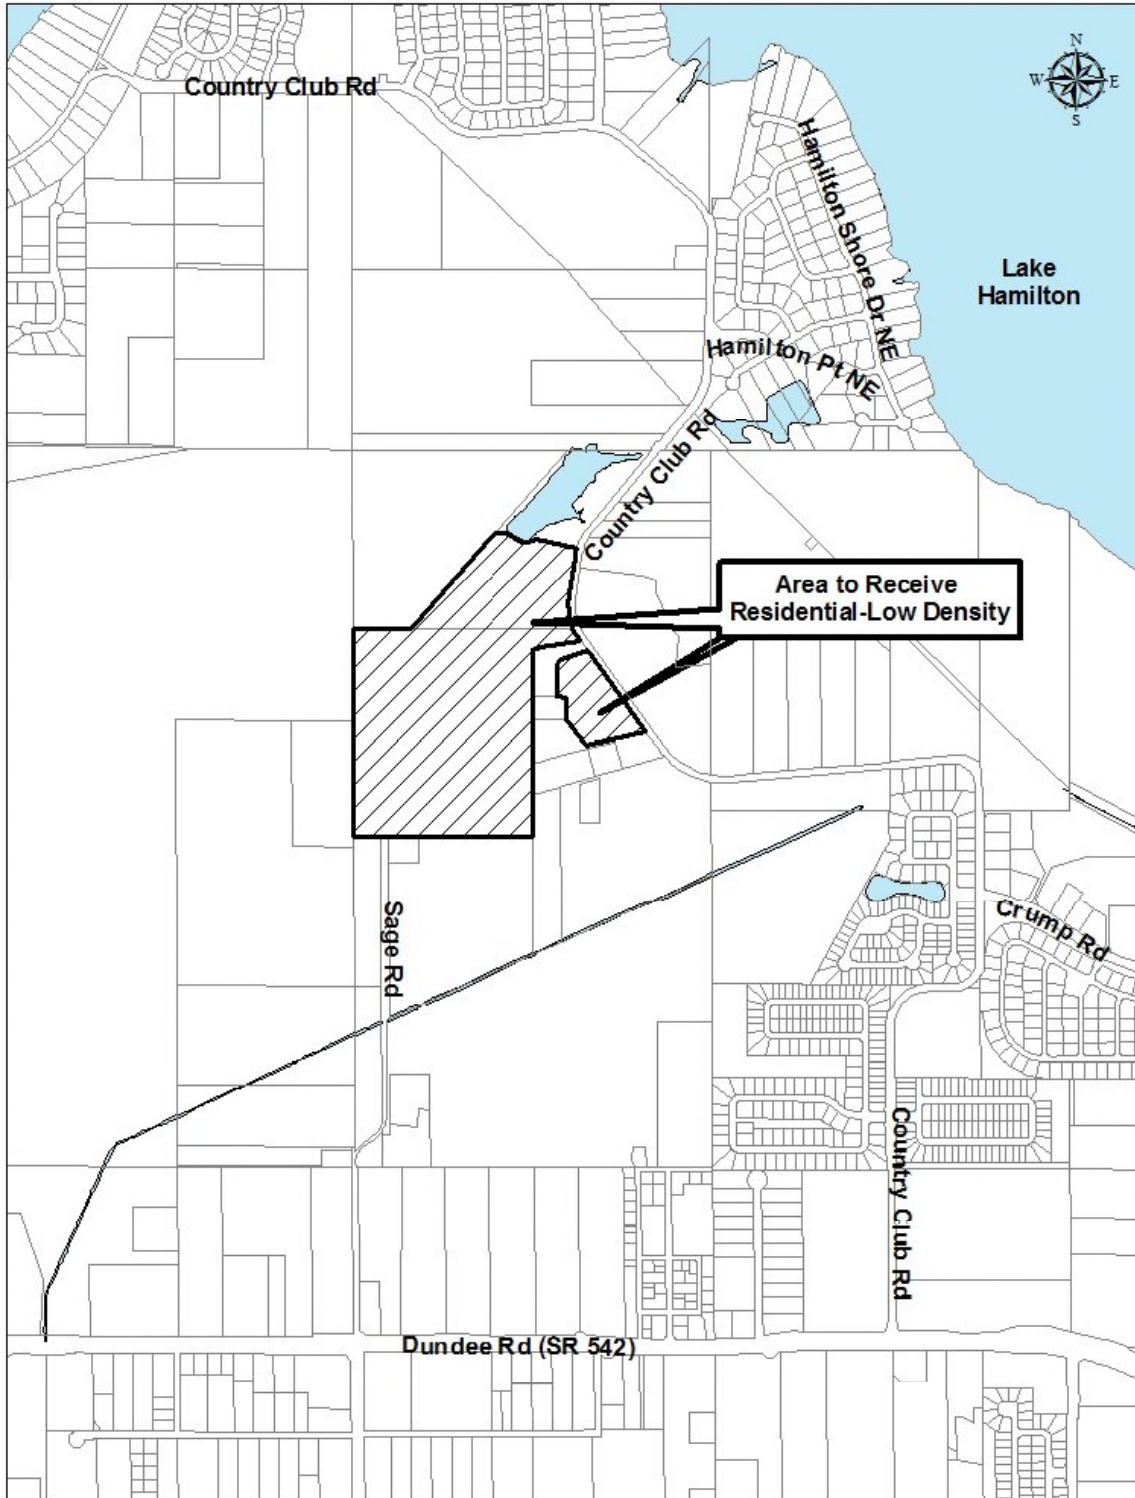 N
W E
S
Country Club Rd
Hamilton Shore Dr NE
Lake
Hamilton
Hamilton Pt NE
Country Club Rd
Area to Receive
Residential-Low Density
Sage Rd
Crump Rd
Country Club Rd
Dundee Rd (SR 542)